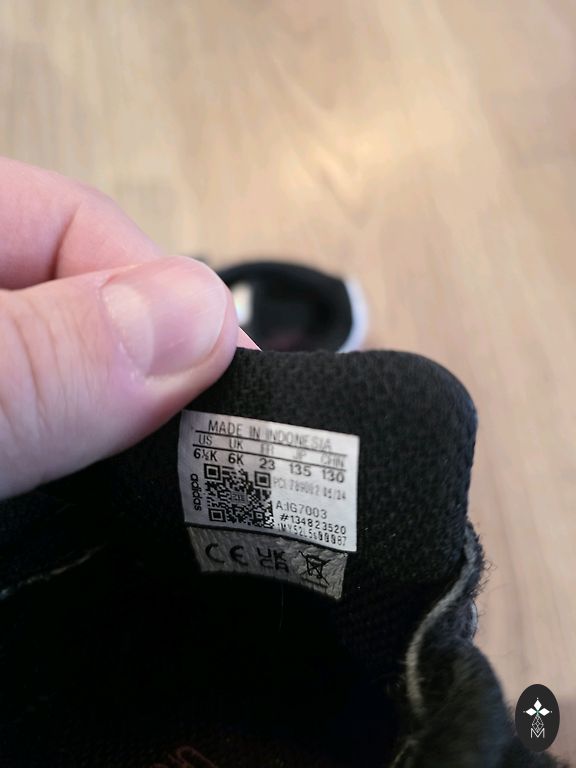 MADE IN INDONESIA
US UK FR JP CHN
6½K 6K 23 135 130
adidas
A:IG7003
#134823520
CE UK CA
M